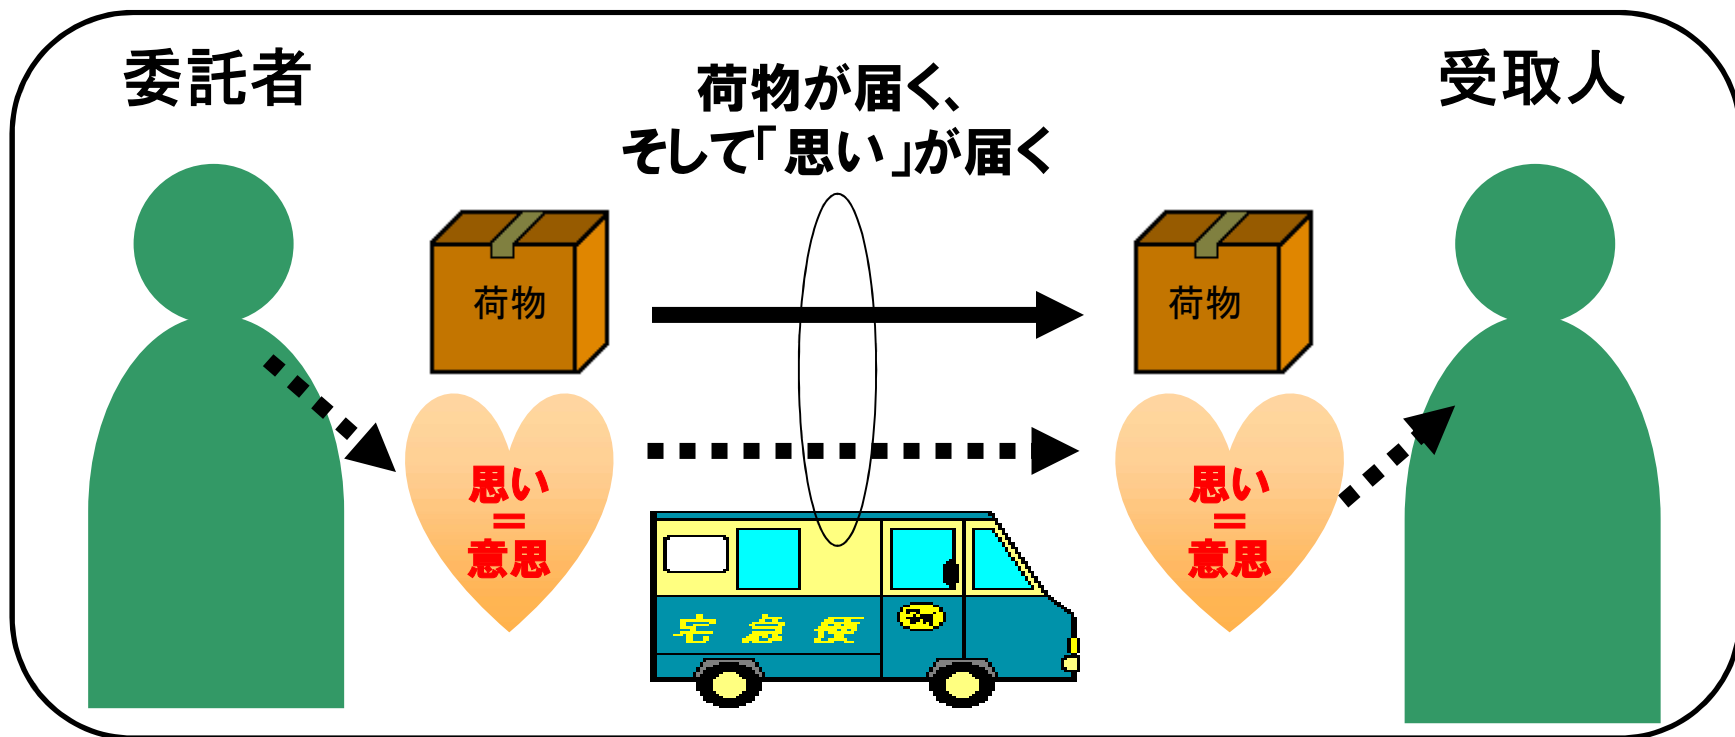 委託者
荷物が届く、
そして「思い」が届く
受取人
荷物
荷物
思い
＝
意思
思い
＝
意思
宅急便